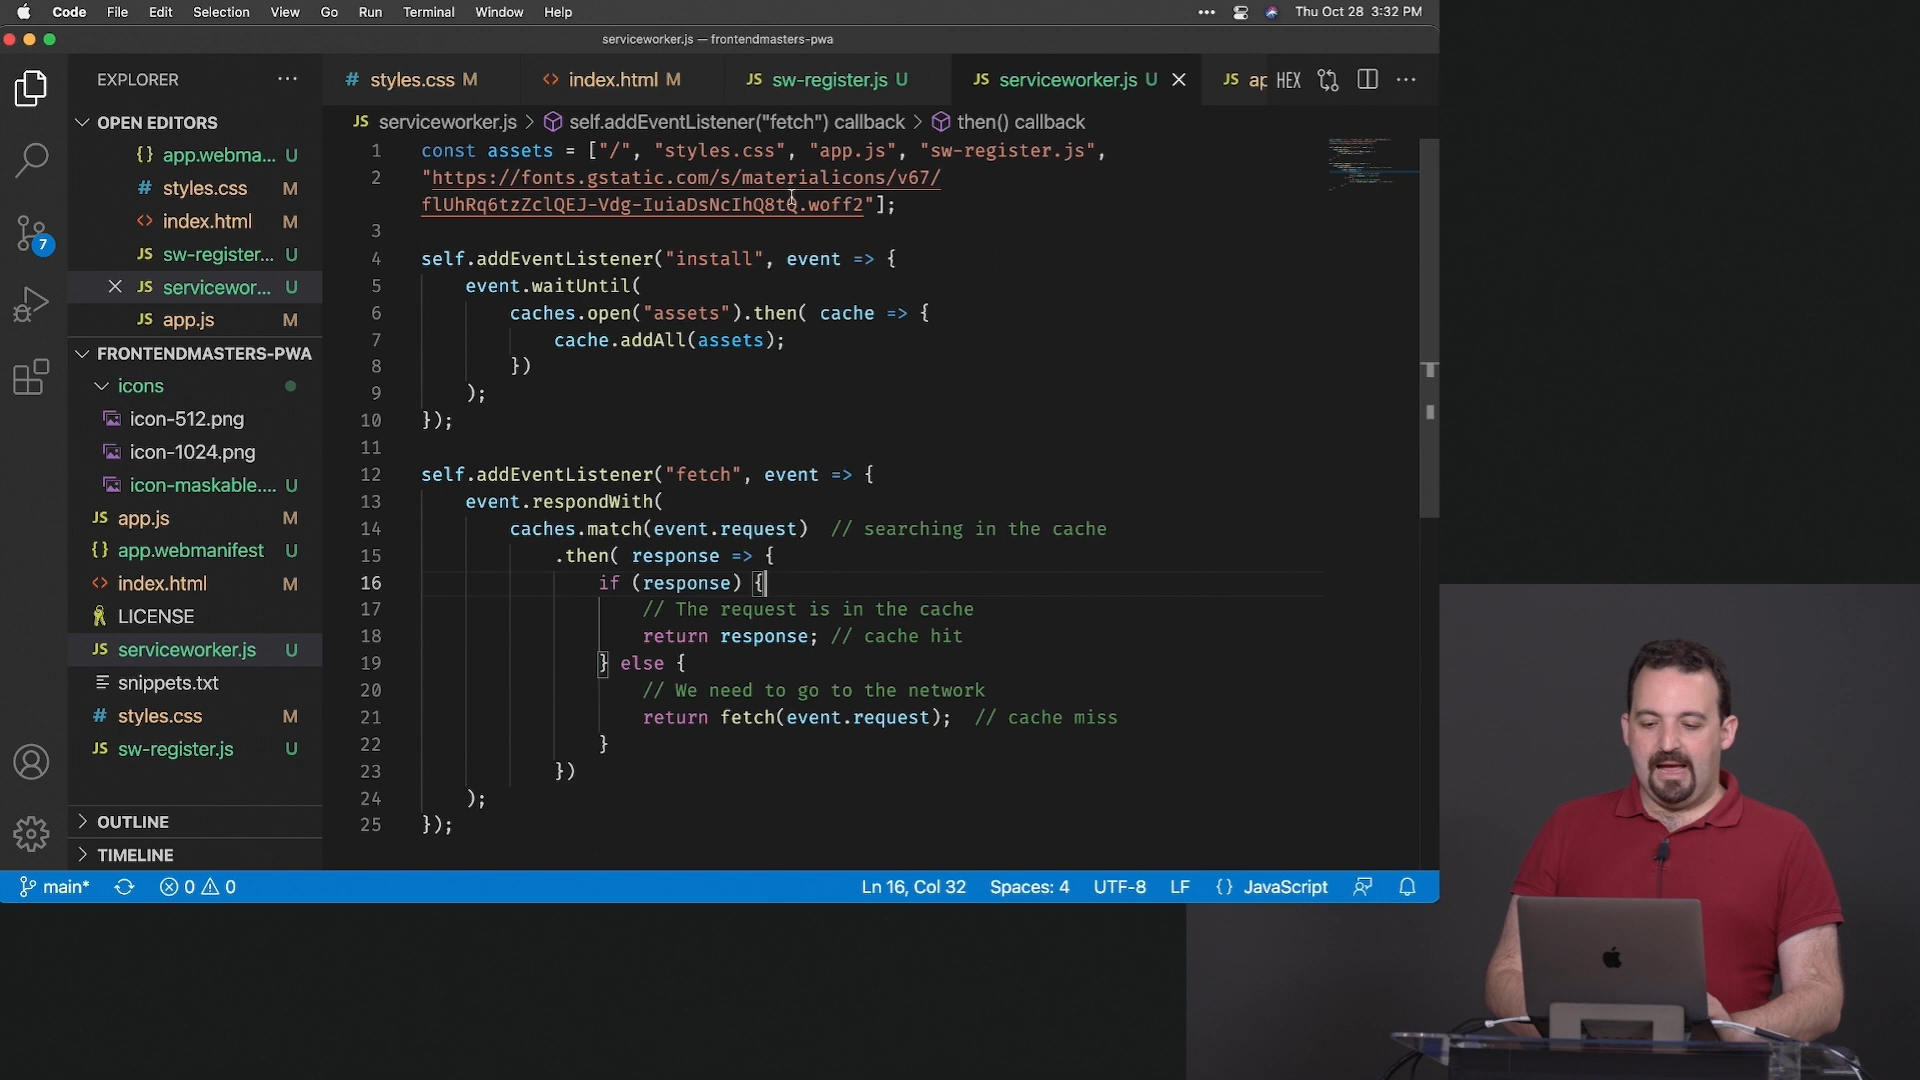 Code File Edit Selection View Go Run Terminal Window Help
Thu Oct 28 3:32 PM
serviceworker.js — frontendmasters-pwa
EXPLORER
# styles.css M
<> index.html M
JS sw-register.js U
JS serviceworker.js U
JS ap
HEX
OPEN EDITORS
{} app.webma... U
# styles.css M
<> index.html M
JS sw-register... U
JS servicewor... U
JS app.js M
FRONTENDMASTERS-PWA
icons
icon-512.png
icon-1024.png
icon-maskable.... U
JS app.js M
{} app.webmanifest U
<> index.html M
LICENSE
JS serviceworker.js U
snippets.txt
# styles.css M
JS sw-register.js U
OUTLINE
TIMELINE
7
JS serviceworker.js > self.addEventListener("fetch") callback > then() callback
1 const assets = ["/", "styles.css", "app.js", "sw-register.js",
2 "https://fonts.gstatic.com/s/materialicons/v67/
flUhRq6tzZclQEJ-Vdg-IuiaDsNcIhQ8tQ.woff2"];
3
4 self.addEventListener("install", event => {
5 event.waitUntil(
6 caches.open("assets").then( cache => {
7 cache.addAll(assets);
8 })
9 );
10 });
11
12 self.addEventListener("fetch", event => {
13 event.respondWith(
14 caches.match(event.request) // searching in the cache
15 .then( response => {
16 if (response) {
17 // The request is in the cache
18 return response; // cache hit
19 } else {
20 // We need to go to the network
21 return fetch(event.request); // cache miss
22 }
23 })
24 );
25 });
main* 0 0 Ln 16, Col 32 Spaces: 4 UTF-8 LF {} JavaScript